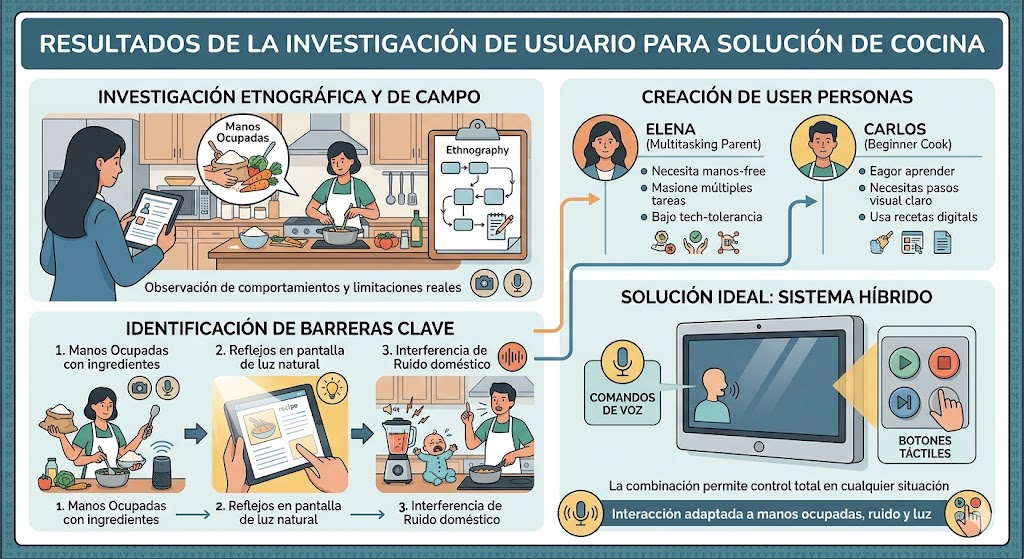 RESULTADOS DE LA INVESTIGACIÓN DE USUARIO PARA SOLUCIÓN DE COCINA
INVESTIGACIÓN ETNOGRÁFICA Y DE CAMPO
Manos
Ocupadas
Ethnography
Observación de comportamientos y limitaciones reales
CREACIÓN DE USER PERSONAS
ELENA
(Multitasking Parent)
• Necesita manos-free
• Masione múltiples
tareas
• Bajo tech-tolerancia
CARLOS
(Beginner Cook)
• Eagor aprender
• Necesitas pasos
visual claro
• Usa recetas digitals
IDENTIFICACIÓN DE BARRERAS CLAVE
1. Manos Ocupadas
con ingredientes
2. Reflejos en pantalla
de luz natural
3. Interferencia de
Ruido doméstico
recipe
1. Manos Ocupadas
con ingredientes
2. Reflejos en pantalla
de luz natural
3. Interferencia de
Ruido doméstico
SOLUCIÓN IDEAL: SISTEMA HÍBRIDO
COMANDOS
DE VOZ
BOTONES
TÁCTILES
La combinación permite control total en cualquier situación
Interacción adaptada a manos ocupadas, ruido y luz